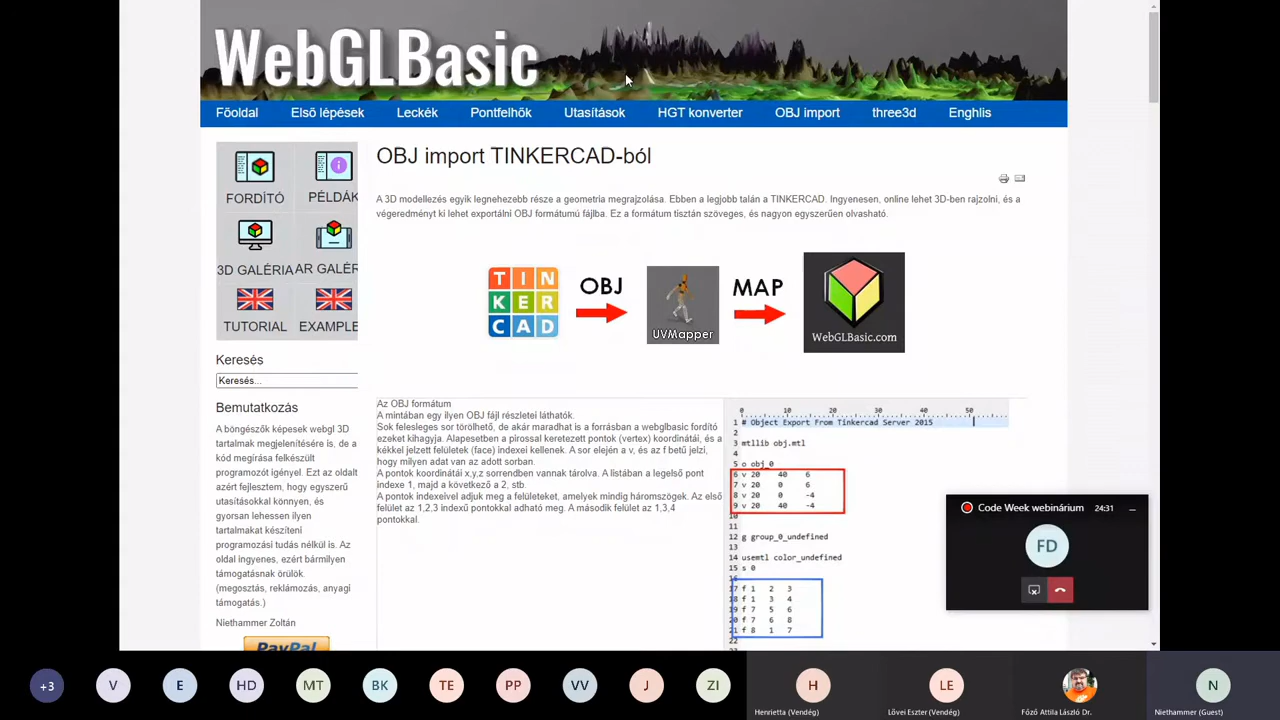 WebGLBasic
Főoldal Első lépések Leckék Pontfelhők Utasítások HGT konverter OBJ import three3d Enghlis
FORDÍTÓ PÉLDÁK
3D GALÉRIA AR GALÉR
TUTORIAL EXAMPLE
Keresés
Keresés...
Bemutatkozás
A böngészők képesek webgl 3D
tartalmak megjelenítésére is, de a
kód megírása felkészült
programozót igényel. Ezt az oldalt
azért fejlesztem, hogy egyszerű
utasításokkal könnyen, és
gyorsan lehessen ilyen
tartalmakat készíteni
programozási tudás nélkül is. Az
oldal ingyenes, ezért bármilyen
támogatásnak örülök.
(megosztás, reklámozás, anyagi
támogatás.)
Niethammer Zoltán
PayPal
OBJ import TINKERCAD-ból
A 3D modellezés egyik legnehezebb része a geometria megrajzolása. Ebben a legjobb talán a TINKERCAD. Ingyenesen, online lehet 3D-ben rajzolni, és a
végeredményt ki lehet exportálni OBJ formátumú fájlba. Ez a formátum tisztán szöveges, és nagyon egyszerűen olvasható.
TIN
KER
CAD
OBJ
UVMapper
MAP
WebGLBasic.com
Az OBJ formátum
A mintában egy ilyen OBJ fájl részletei láthatók.
Sok felesleges sor törölhető, de akár maradhat is a forrásban a webglbasic fordító
ezeket kihagyja. Alapesetben a pirossal keretezett pontok (vertex) koordinátái, és a
kékkel jelzett felületek (face) indexei kellenek. A sor elején a v, és az f betű jelzi,
hogy milyen adat van az adott sorban.
A pontok koordinátái x,y,z sorrendben vannak tárolva. A listában a legelső pont
indexe 1, majd a következő a 2, stb.
A pontok indexeivel adjuk meg a felületeket, amelyek mindig háromszögek. Az első
felület az 1,2,3 indexű pontokkal adható meg. A második felület az 1,3,4
pontokkal.
0 10 20 30 40 50
1 # Object Export From Tinkercad Server 2015
2
3 mtllib obj.mtl
4
5 o obj_0
6 v 20 40 6
7 v 20 0 6
8 v 20 0 -4
9 v 20 40 -4
10
12 g group_0_undefined
13
14 usemtl color_undefined
15 s 0
16
17 f 1 2 3
18 f 1 3 4
19 f 7 5 6
20 f 7 6 8
21 f 8 1 7
22
Code Week webinárium 24:31
FD
+3 V E HD MT BK TE PP VV J ZI H LE N
Henrietta (Vendég) Lővei Eszter (Vendég) Főző Attila László Dr. Niethammer (Guest)